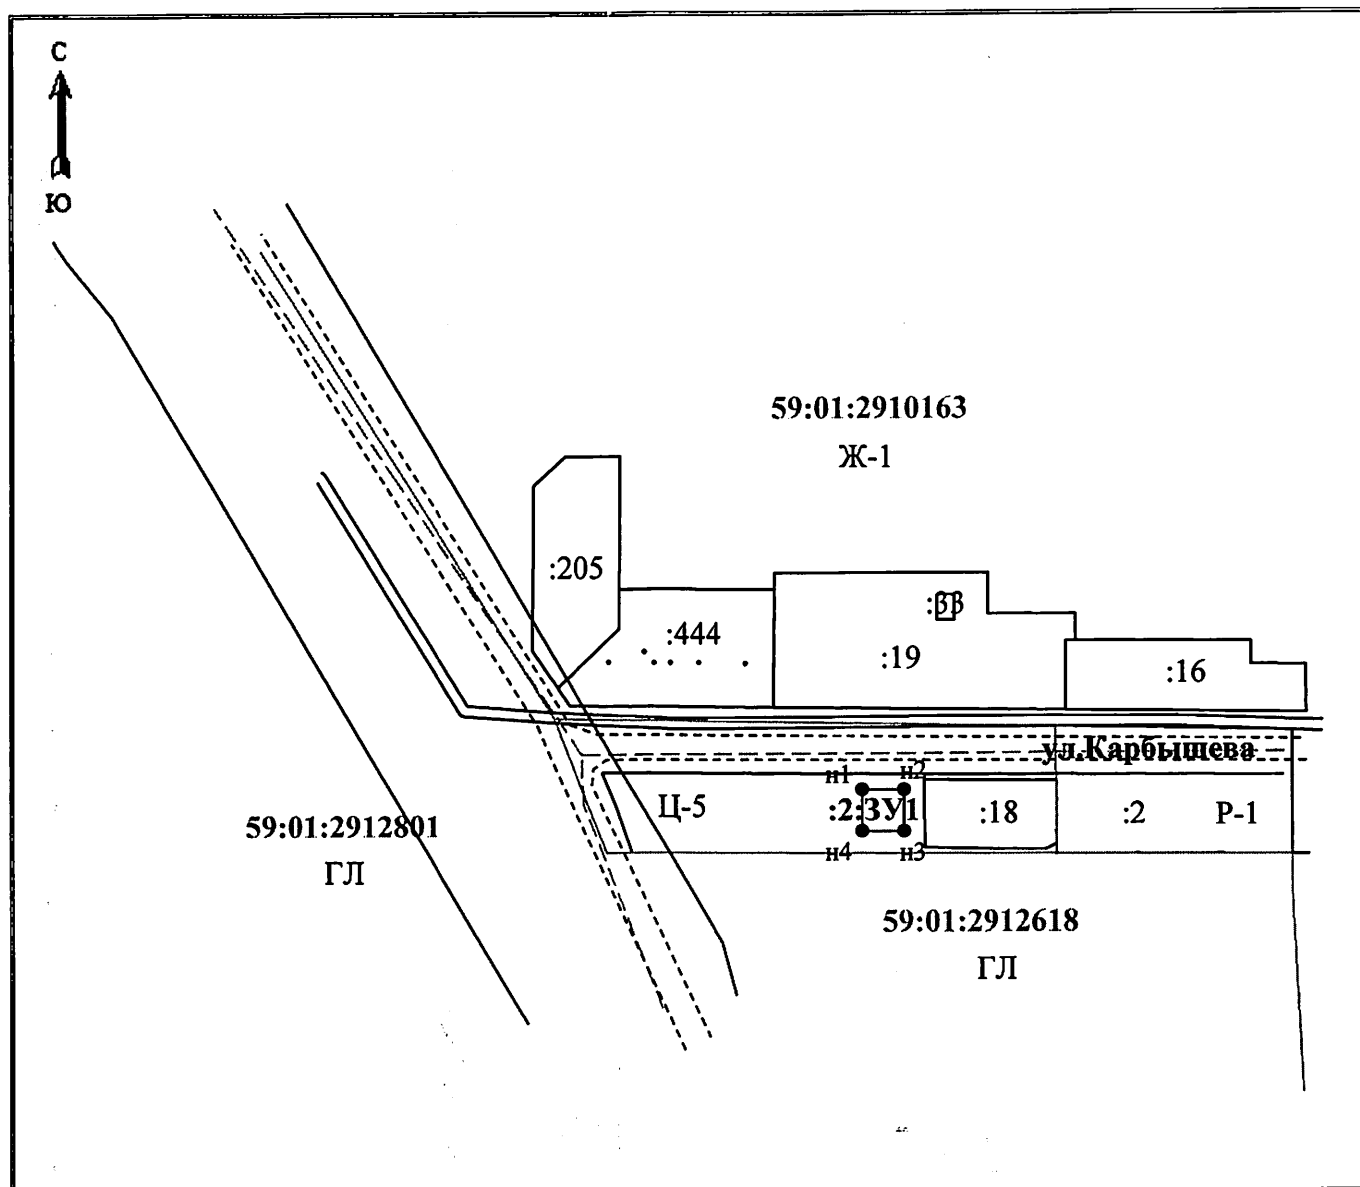 С
Ю
59:01:2910163
Ж-1
:205
:33
:444
:19
:16
ул.Карбышева
н1
н2
Ц-5
:2:ЗУ1
:18
:2
Р-1
59:01:2912801
н4
н3
ГЛ
59:01:2912618
ГЛ